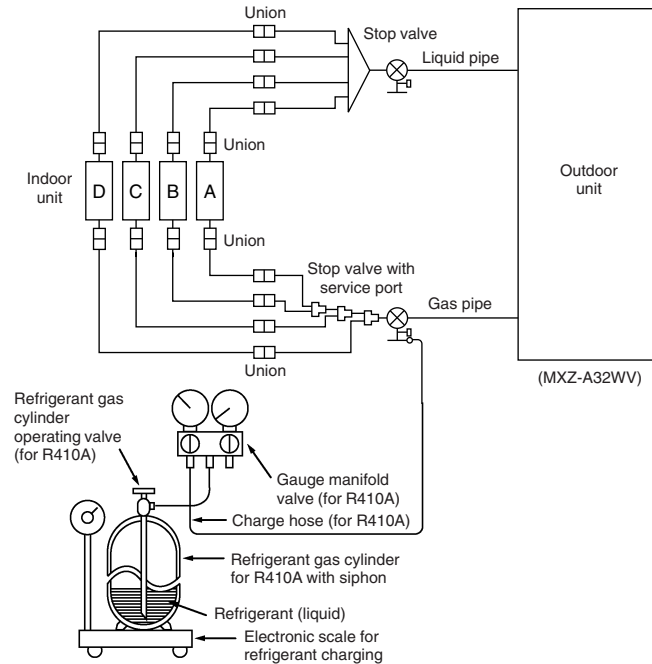 Union
Stop valve
Liquid pipe
Union
Indoor
unit
D
C
B
A
Outdoor
unit
Union
Stop valve with
service port
Gas pipe
Union
(MXZ-A32WV)
Refrigerant gas
cylinder
operating valve
(for R410A)
Gauge manifold
valve (for R410A)
Charge hose (for R410A)
Refrigerant gas cylinder
for R410A with siphon
Refrigerant (liquid)
Electronic scale for
refrigerant charging